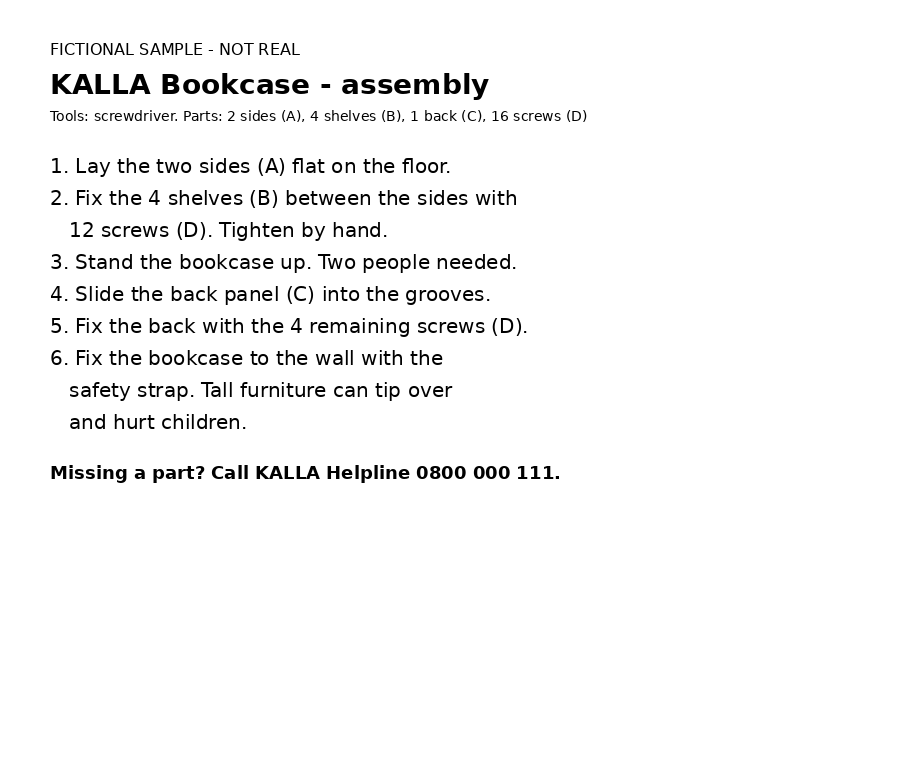 FICTIONAL SAMPLE - NOT REAL
KALLA Bookcase - assembly
Tools: screwdriver. Parts: 2 sides (A), 4 shelves (B), 1 back (C), 16 screws (D)
1. Lay the two sides (A) flat on the floor.
2. Fix the 4 shelves (B) between the sides with
12 screws (D). Tighten by hand.
3. Stand the bookcase up. Two people needed.
4. Slide the back panel (C) into the grooves.
5. Fix the back with the 4 remaining screws (D).
6. Fix the bookcase to the wall with the
safety strap. Tall furniture can tip over
and hurt children.
Missing a part? Call KALLA Helpline 0800 000 111.